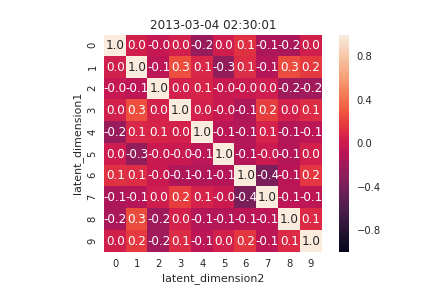 2013-03-04 02:30:01
latent_dimension1
0 1.0 0.0 -0.0 0.0 -0.2 0.0 0.1 -0.1 -0.2 0.0
1 0.0 1.0 -0.1 0.3 0.1 -0.3 0.1 -0.1 0.3 0.2
2 -0.0 -0.1 1.0 0.0 0.1 -0.0 -0.0 0.0 -0.2 -0.2
3 0.0 0.3 0.0 1.0 0.0 -0.0 -0.1 0.2 0.0 0.1
4 -0.2 0.1 0.1 0.0 1.0 -0.1 -0.1 0.1 -0.1 -0.1
5 0.0 -0.3 -0.0 -0.0 -0.1 1.0 -0.1 -0.0 -0.1 0.0
6 0.1 0.1 -0.0 -0.1 -0.1 -0.1 1.0 -0.4 -0.1 0.2
7 -0.1 -0.1 0.0 0.2 0.1 -0.0 -0.4 1.0 -0.1 -0.1
8 -0.2 0.3 -0.2 0.0 -0.1 -0.1 -0.1 -0.1 1.0 0.1
9 0.0 0.2 -0.2 0.1 -0.1 0.0 0.2 -0.1 0.1 1.0
0 1 2 3 4 5 6 7 8 9
latent_dimension2
0.8
0.4
0.0
−0.4
−0.8